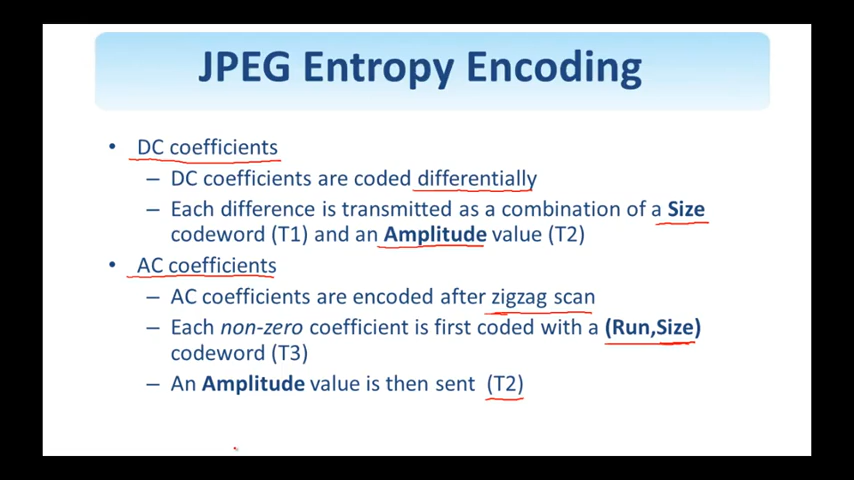 JPEG Entropy Encoding
• DC coefficients
– DC coefficients are coded differentially
– Each difference is transmitted as a combination of a Size
codeword (T1) and an Amplitude value (T2)
• AC coefficients
– AC coefficients are encoded after zigzag scan
– Each non-zero coefficient is first coded with a (Run,Size)
codeword (T3)
– An Amplitude value is then sent (T2)